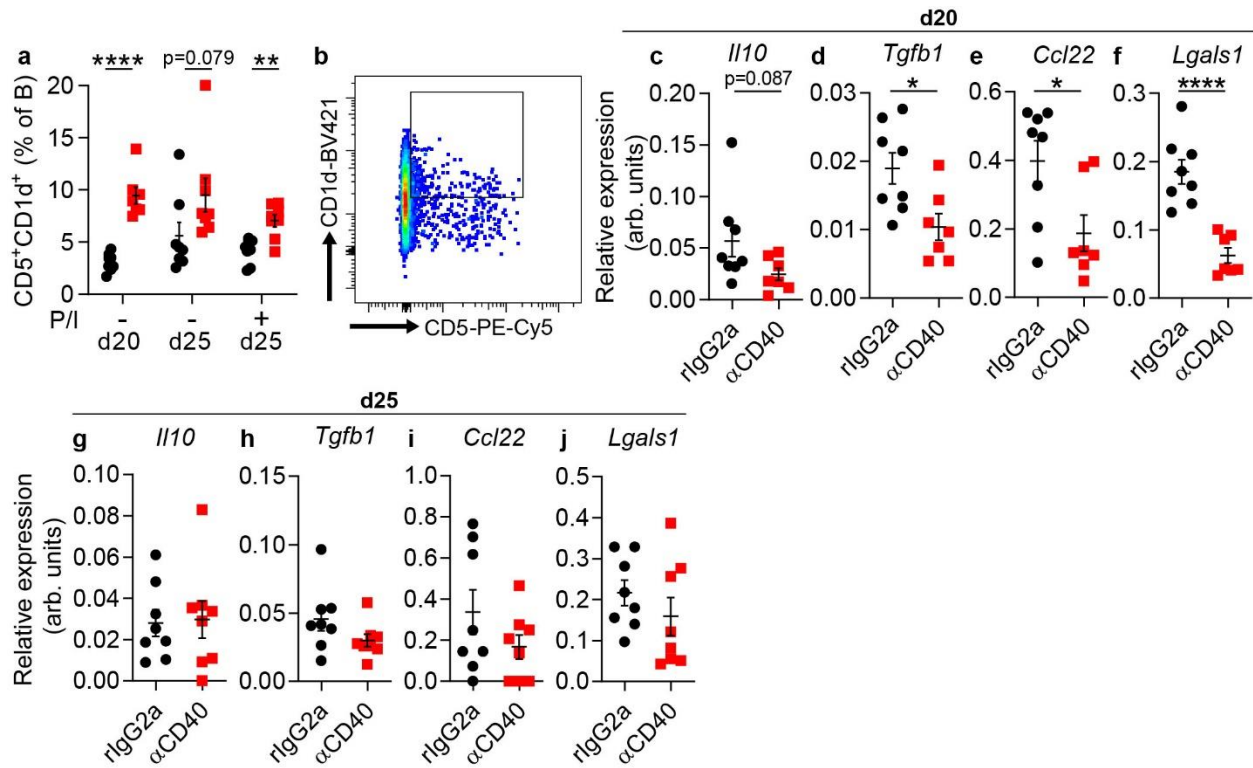 d20
a
**** p=0.079 **
CD5⁺CD1d⁺ (% of B)
20
15
10
5
0
P/I - - +
d20 d25 d25
b
CD1d-BV421
CD5-PE-Cy5
c Il10
p=0.087
Relative expression
(arb. units)
0.20
0.15
0.10
0.05
0.00
rIgG2a
αCD40
d Tgfb1
*
0.03
0.02
0.01
0.00
rIgG2a
αCD40
e Ccl22
*
0.6
0.4
0.2
0.0
rIgG2a
αCD40
f Lgals1
****
0.3
0.2
0.1
0.0
rIgG2a
αCD40
d25
g Il10
Relative expression
(arb. units)
0.10
0.08
0.06
0.04
0.02
0.00
rIgG2a
αCD40
h Tgfb1
0.15
0.10
0.05
0.00
rIgG2a
αCD40
i Ccl22
1.0
0.8
0.6
0.4
0.2
0.0
rIgG2a
αCD40
j Lgals1
0.5
0.4
0.3
0.2
0.1
0.0
rIgG2a
αCD40